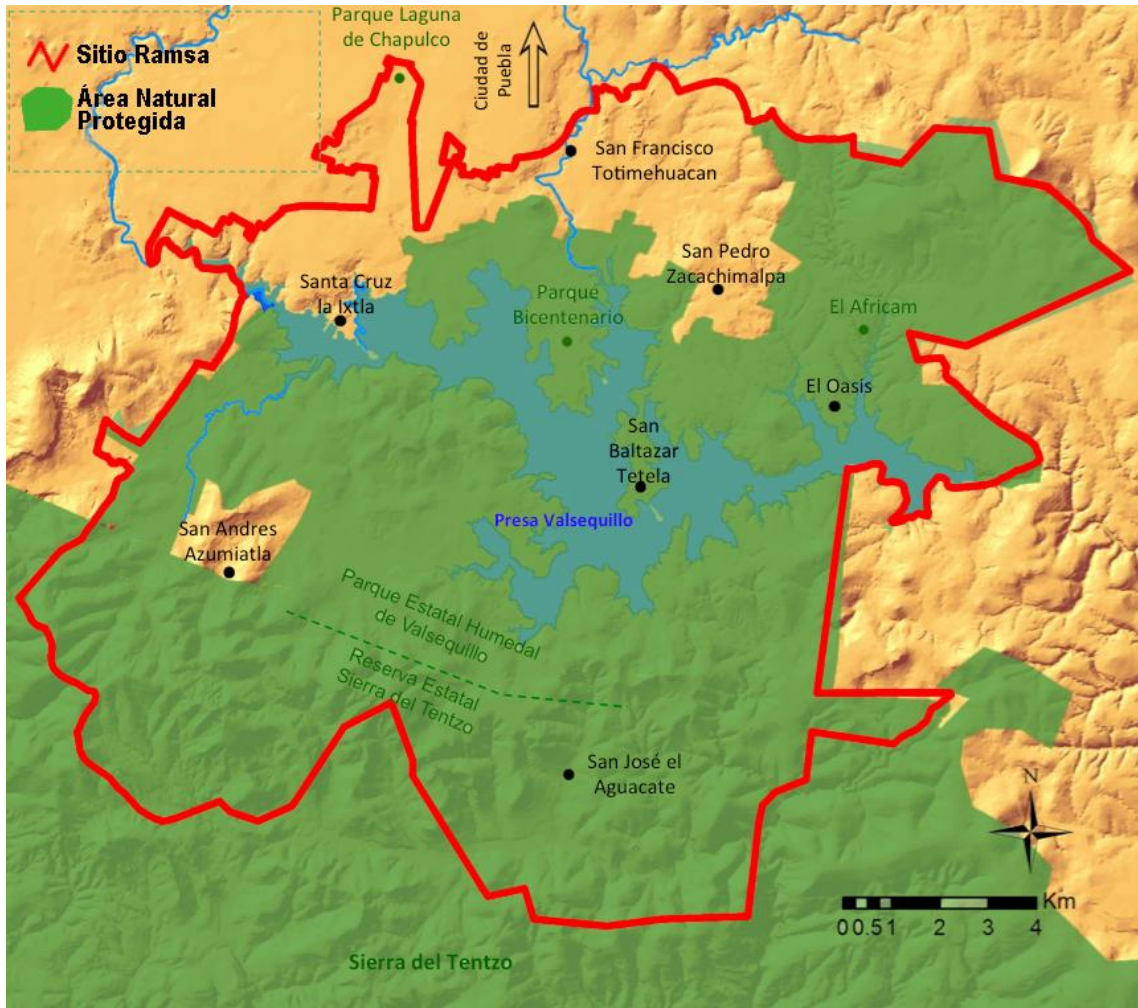 Sitio Ramsa
Área Natural
Protegida
Parque Laguna
de Chapulco
Ciudad de
Puebla
San Francisco
Totimehuacan
San Pedro
Zacachimalpa
Santa Cruz
la Ixtla
Parque
Bicentenario
El Africam
El Oasis
San
Baltazar
Tetela
Presa Valsequillo
San Andres
Azumiatla
Parque Estatal Humedal
de Valsequillo
Reserva Estatal
Sierra del Tentzo
San José el
Aguacate
N
Km
0 0.5 1 2 3 4
Sierra del Tentzo